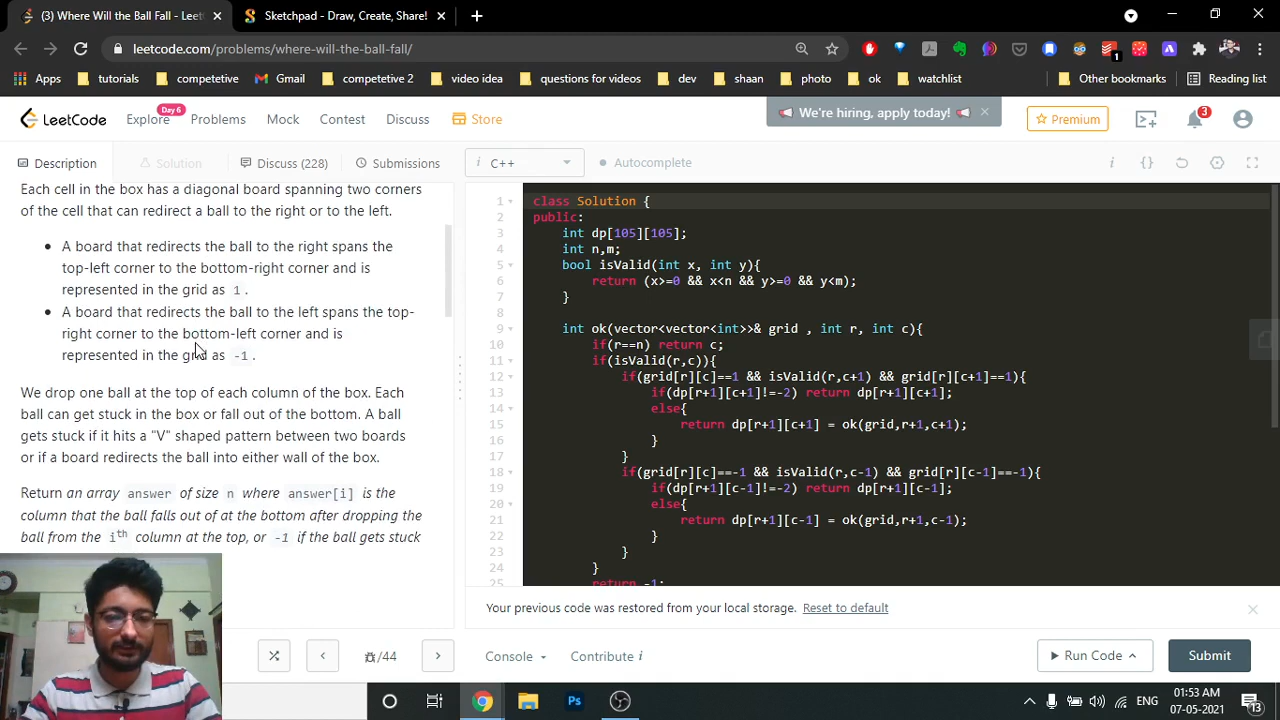 (3) Where Will the Ball Fall - Leet
Sketchpad - Draw, Create, Share!
leetcode.com/problems/where-will-the-ball-fall/
1
Apps
tutorials
competetive
Gmail
competetive 2
video idea
questions for videos
dev
shaan
photo
ok
watchlist
Other bookmarks
Reading list
LeetCode
Explore
Day 6
Problems
Mock
Contest
Discuss
Store
We're hiring, apply today!
Premium
3
Description
Solution
Discuss (228)
Submissions
i C++
Autocomplete
Each cell in the box has a diagonal board spanning two corners
of the cell that can redirect a ball to the right or to the left.
• A board that redirects the ball to the right spans the
top-left corner to the bottom-right corner and is
represented in the grid as 1 .
• A board that redirects the ball to the left spans the top-
right corner to the bottom-left corner and is
represented in the grid as -1 .
We drop one ball at the top of each column of the box. Each
ball can get stuck in the box or fall out of the bottom. A ball
gets stuck if it hits a "V" shaped pattern between two boards
or if a board redirects the ball into either wall of the box.
Return an array answer of size n where answer[i] is the
column that the ball falls out of at the bottom after dropping the
ball from the ith column at the top, or -1 if the ball gets stuck
1 class Solution {
2 public:
3 int dp[105][105];
4 int n,m;
5 bool isValid(int x, int y){
6 return (x>=0 && x<n && y>=0 && y<m);
7 }
8
9 int ok(vector<vector<int>>& grid , int r, int c){
10 if(r==n) return c;
11 if(isValid(r,c)){
12 if(grid[r][c]==1 && isValid(r,c+1) && grid[r][c+1]==1){
13 if(dp[r+1][c+1]!=-2) return dp[r+1][c+1];
14 else{
15 return dp[r+1][c+1] = ok(grid,r+1,c+1);
16 }
17 }
18 if(grid[r][c]==-1 && isValid(r,c-1) && grid[r][c-1]==-1){
19 if(dp[r+1][c-1]!=-2) return dp[r+1][c-1];
20 else{
21 return dp[r+1][c-1] = ok(grid,r+1,c-1);
22 }
23 }
24 }
25 return -1;
Your previous code was restored from your local storage. Reset to default
/44
Console
Contribute i
Run Code
Submit
ENG
01:53 AM
07-05-2021
13